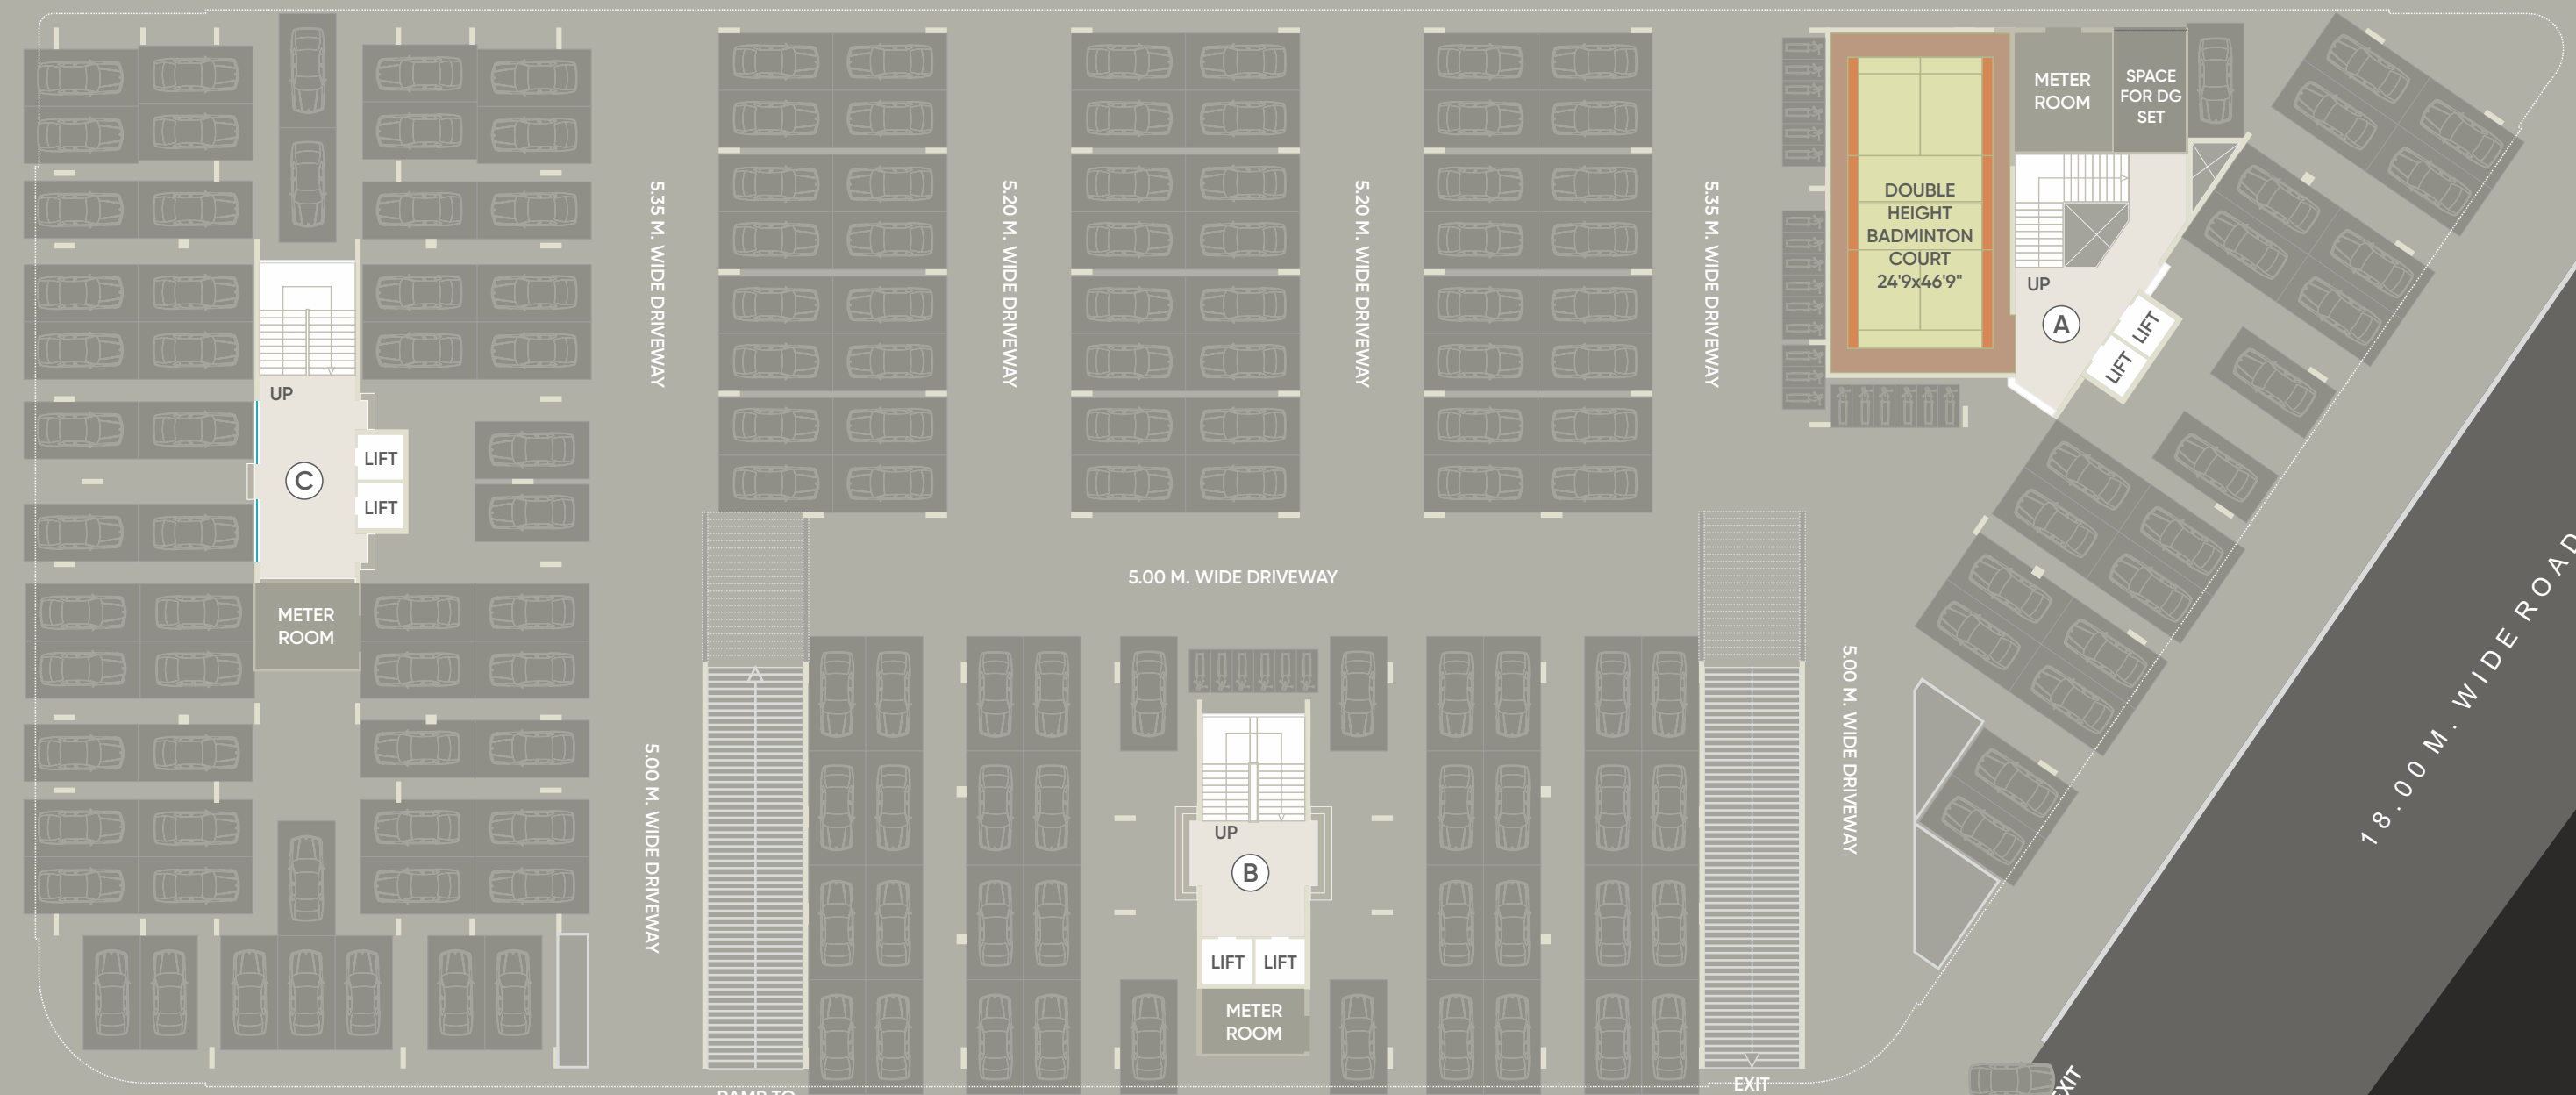 5.35 M. WIDE DRIVEWAY
5.20 M. WIDE DRIVEWAY
5.20 M. WIDE DRIVEWAY
5.35 M. WIDE DRIVEWAY
DOUBLE
HEIGHT
BADMINTON
COURT
24'9x46'9"
METER
ROOM
SPACE
FOR DG
SET
UP
A
LIFT
LIFT
UP
C
LIFT
LIFT
METER
ROOM
5.00 M. WIDE DRIVEWAY
5.00 M. WIDE DRIVEWAY
5.00 M. WIDE DRIVEWAY
18.00 M. WIDE ROAD
UP
B
LIFT
LIFT
METER
ROOM
RAMP TO
EXIT
EXIT